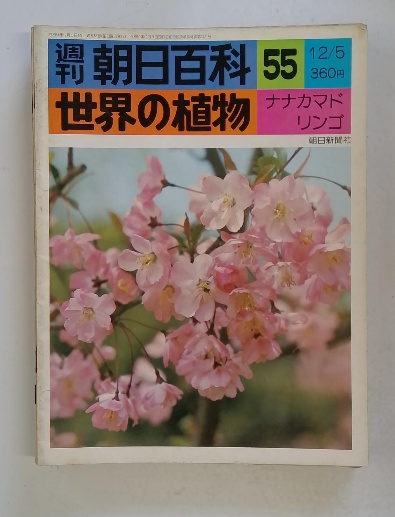 週刊 朝日百科 55 12/5
360円
世界の植物 ナナカマド
リンゴ
朝日新聞社